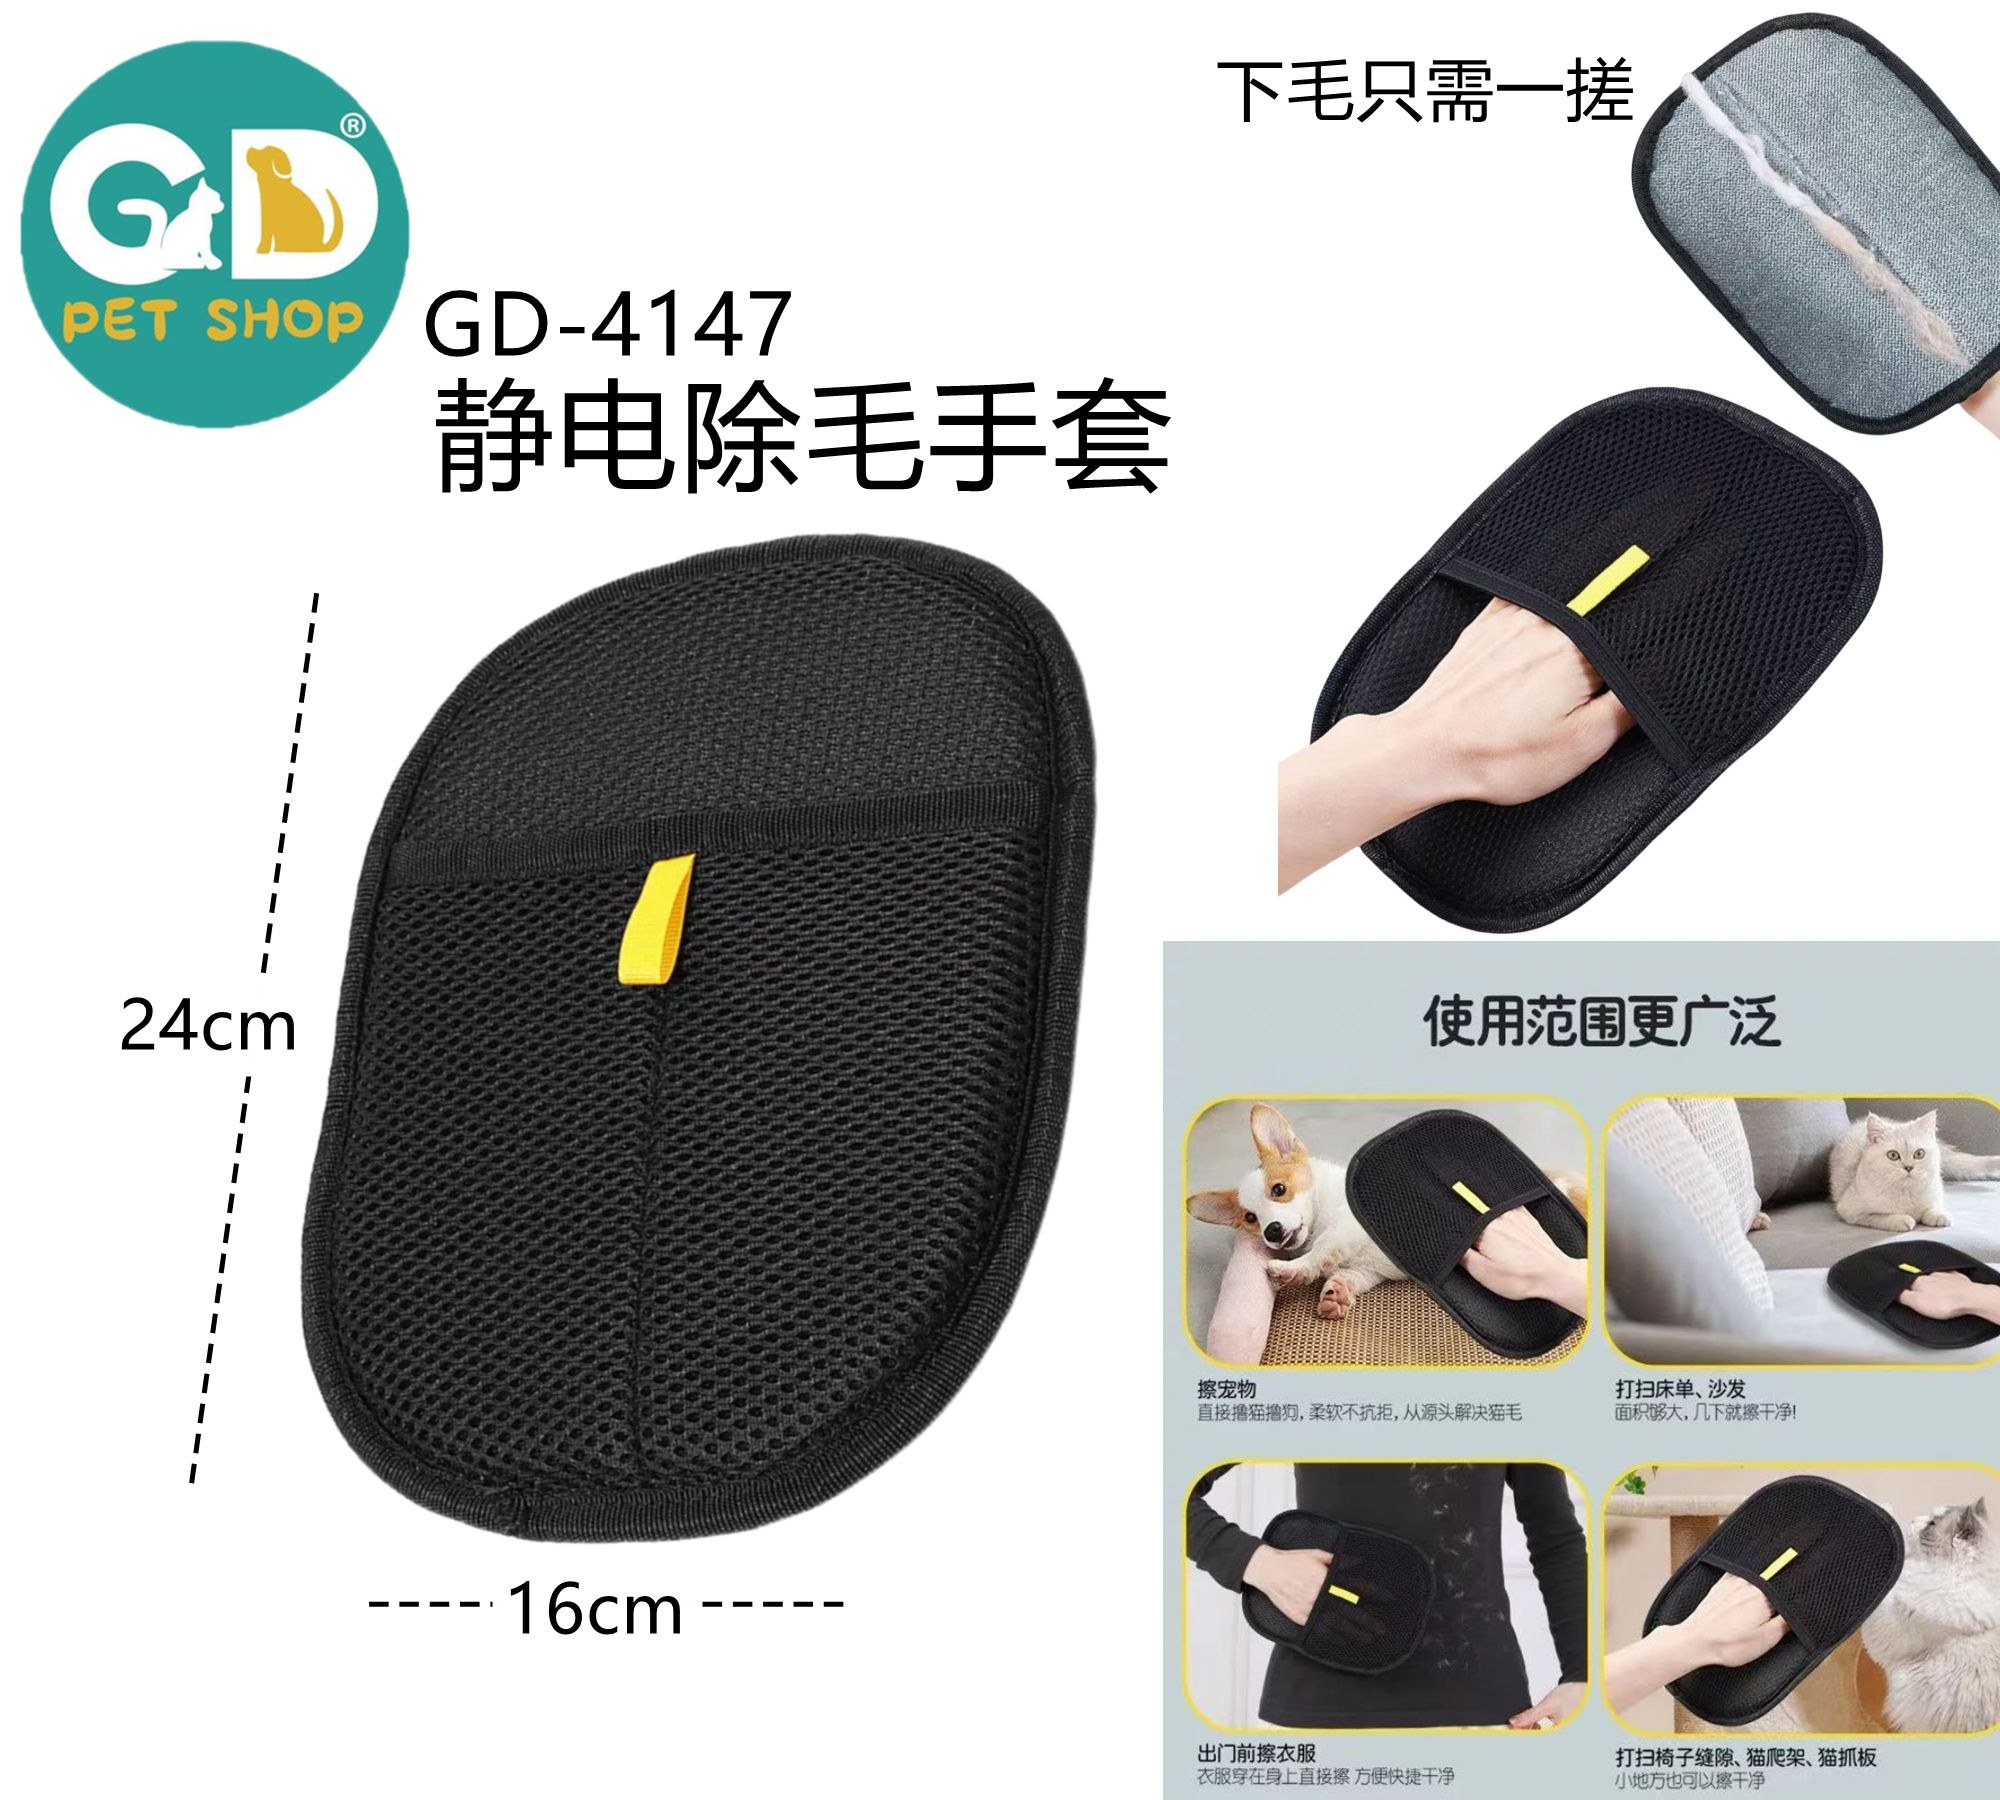 GD®
PET SHOP
GD-4147
静电除毛手套
下毛只需一搓
24cm
16cm
使用范围更广泛
擦宠物
直接撸猫撸狗，柔软不抗拒，从源头解决猫毛
打扫床单、沙发
面积够大，几下就擦干净！
出门前擦衣服
衣服穿在身上直接擦 方便快捷干净
打扫椅子缝隙、猫爬架、猫抓板
小地方也可以擦干净